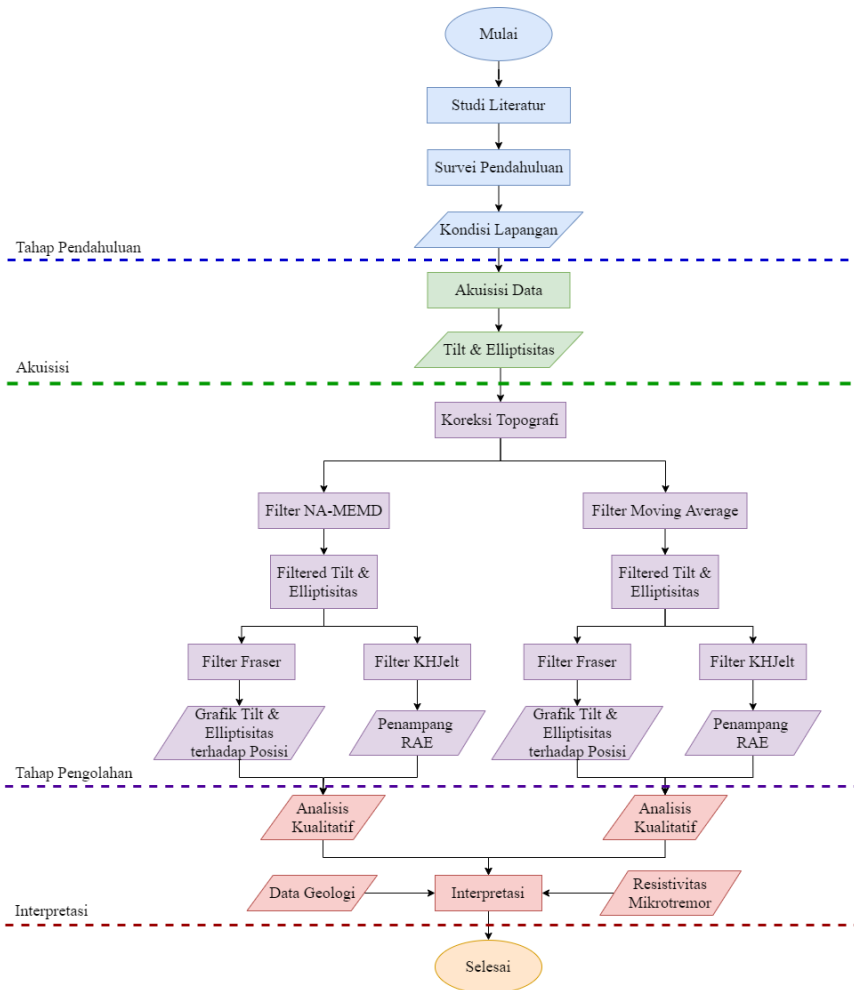 Mulai
Studi Literatur
Survei Pendahuluan
Kondisi Lapangan
Tahap Pendahuluan
Akuisisi Data
Tilt & Elliptisitas
Akuisisi
Koreksi Topografi
Filter NA-MEMD
Filter Moving Average
Filtered Tilt &
Elliptisitas
Filtered Tilt &
Elliptisitas
Filter Fraser
Filter KHJelt
Filter Fraser
Filter KHJelt
Grafik Tilt &
Elliptisitas
terhadap Posisi
Penampang
RAE
Grafik Tilt &
Elliptisitas
terhadap Posisi
Penampang
RAE
Tahap Pengolahan
Analisis
Kualitatif
Analisis
Kualitatif
Data Geologi
Interpretasi
Resistivitas
Mikrotremor
Interpretasi
Selesai